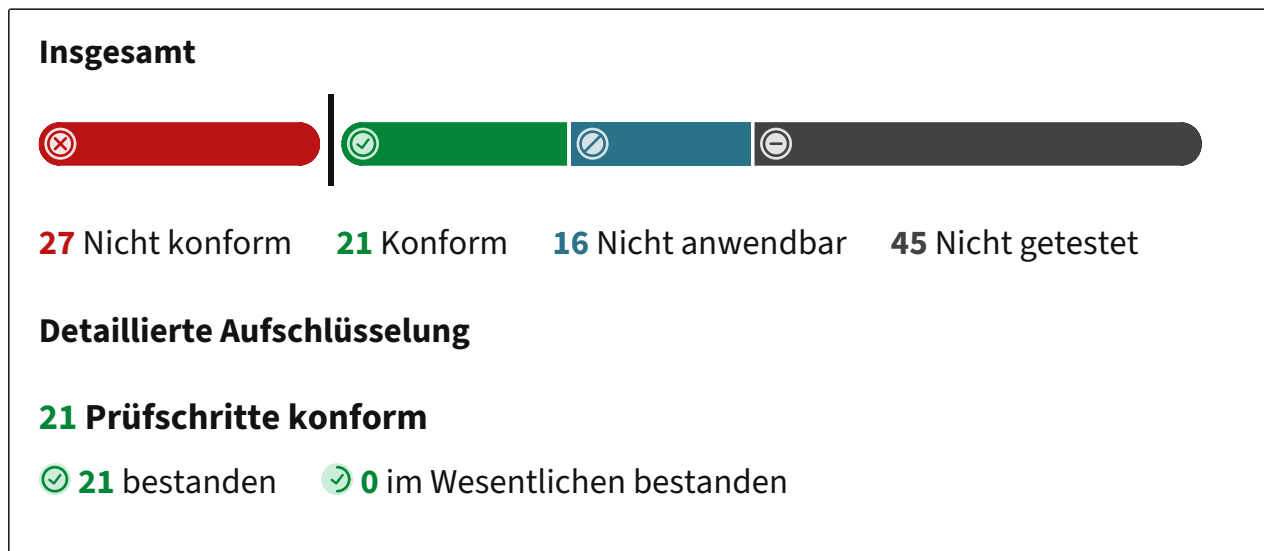 Insgesamt
27 Nicht konform 21 Konform 16 Nicht anwendbar 45 Nicht getestet
Detaillierte Aufschlüsselung
21 Prüfschritte konform
21 bestanden 0 im Wesentlichen bestanden